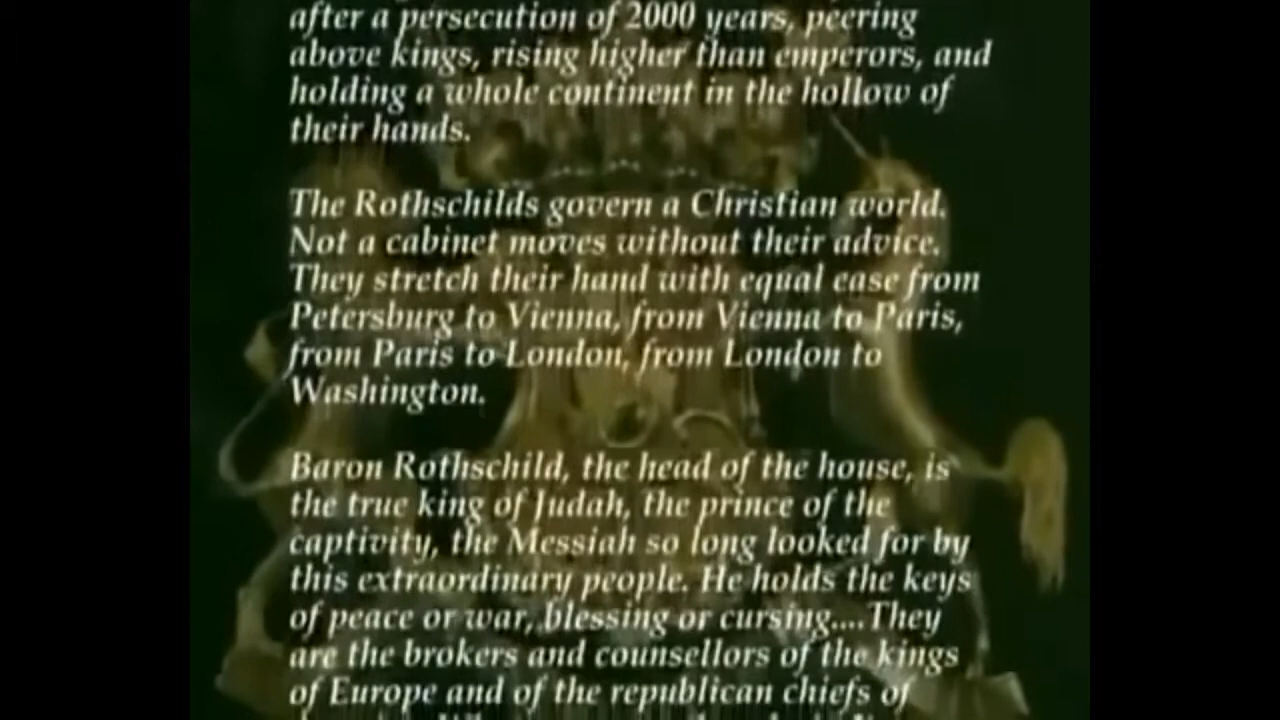 after a persecution of 2000 years, peering
above kings, rising higher than emperors, and
holding a whole continent in the hollow of
their hands.
The Rothschilds govern a Christian world.
Not a cabinet moves without their advice.
They stretch their hand with equal ease from
Petersburg to Vienna, from Vienna to Paris,
from Paris to London, from London to
Washington.
Baron Rothschild, the head of the house, is
the true king of Judah, the prince of the
captivity, the Messiah so long looked for by
this extraordinary people. He holds the keys
of peace or war, blessing or cursing....They
are the brokers and counsellors of the kings
of Europe and of the republican chiefs of